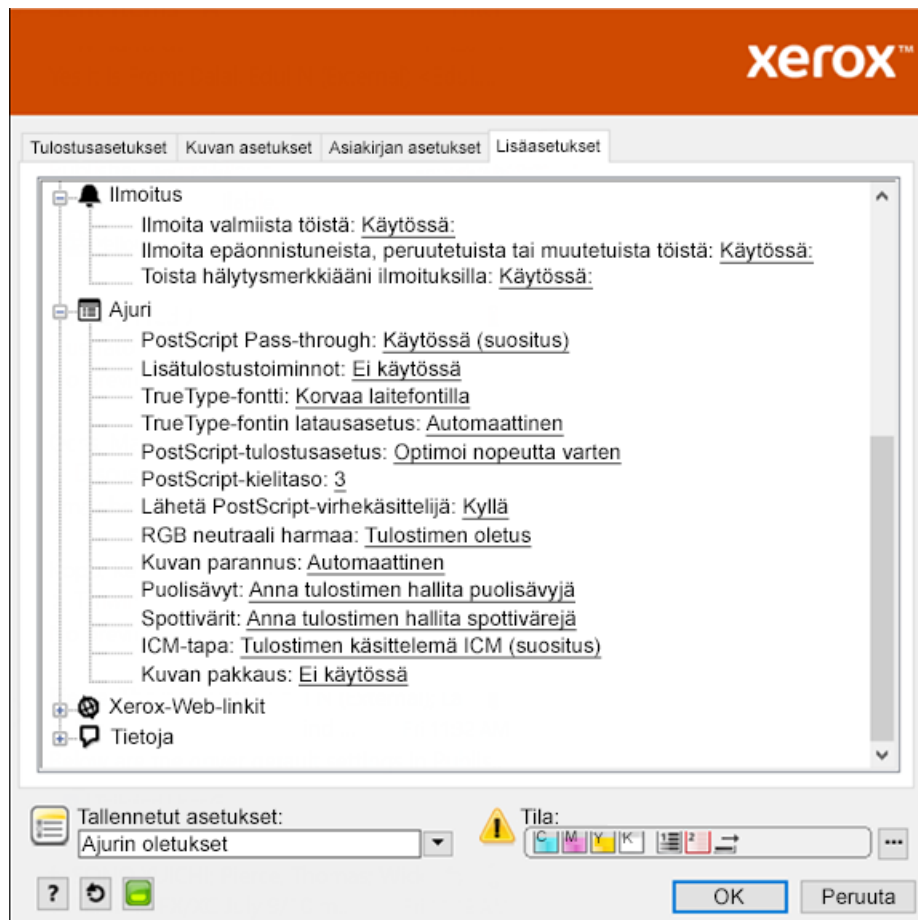 xerox™
Tulostusasetukset Kuvan asetukset Asiakirjan asetukset Lisäasetukset
Ilmoitus
Ilmoita valmiista töistä: Käytössä:
Ilmoita epäonnistuneista, peruutetuista tai muutetuista töistä: Käytössä:
Toista hälytysmerkkiääni ilmoituksilla: Käytössä:
Ajuri
PostScript Pass-through: Käytössä (suositus)
Lisätulostustoiminnot: Ei käytössä
TrueType-fontti: Korvaa laitefontilla
TrueType-fontin latausasetus: Automaattinen
PostScript-tulostusasetus: Optimoi nopeutta varten
PostScript-kielitaso: 3
Lähetä PostScript-virhekäsittelijä: Kyllä
RGB neutraali harmaa: Tulostimen oletus
Kuvan parannus: Automaattinen
Puolisävyt: Anna tulostimen hallita puolisävyjä
Spottivärit: Anna tulostimen hallita spottivärejä
ICM-tapa: Tulostimen käsittelemä ICM (suositus)
Kuvan pakkaus: Ei käytössä
Xerox-Web-linkit
Tietoja
Tallennetut asetukset: Tila:
Ajurin oletukset C M Y K 1 2 ...
? OK Peruuta